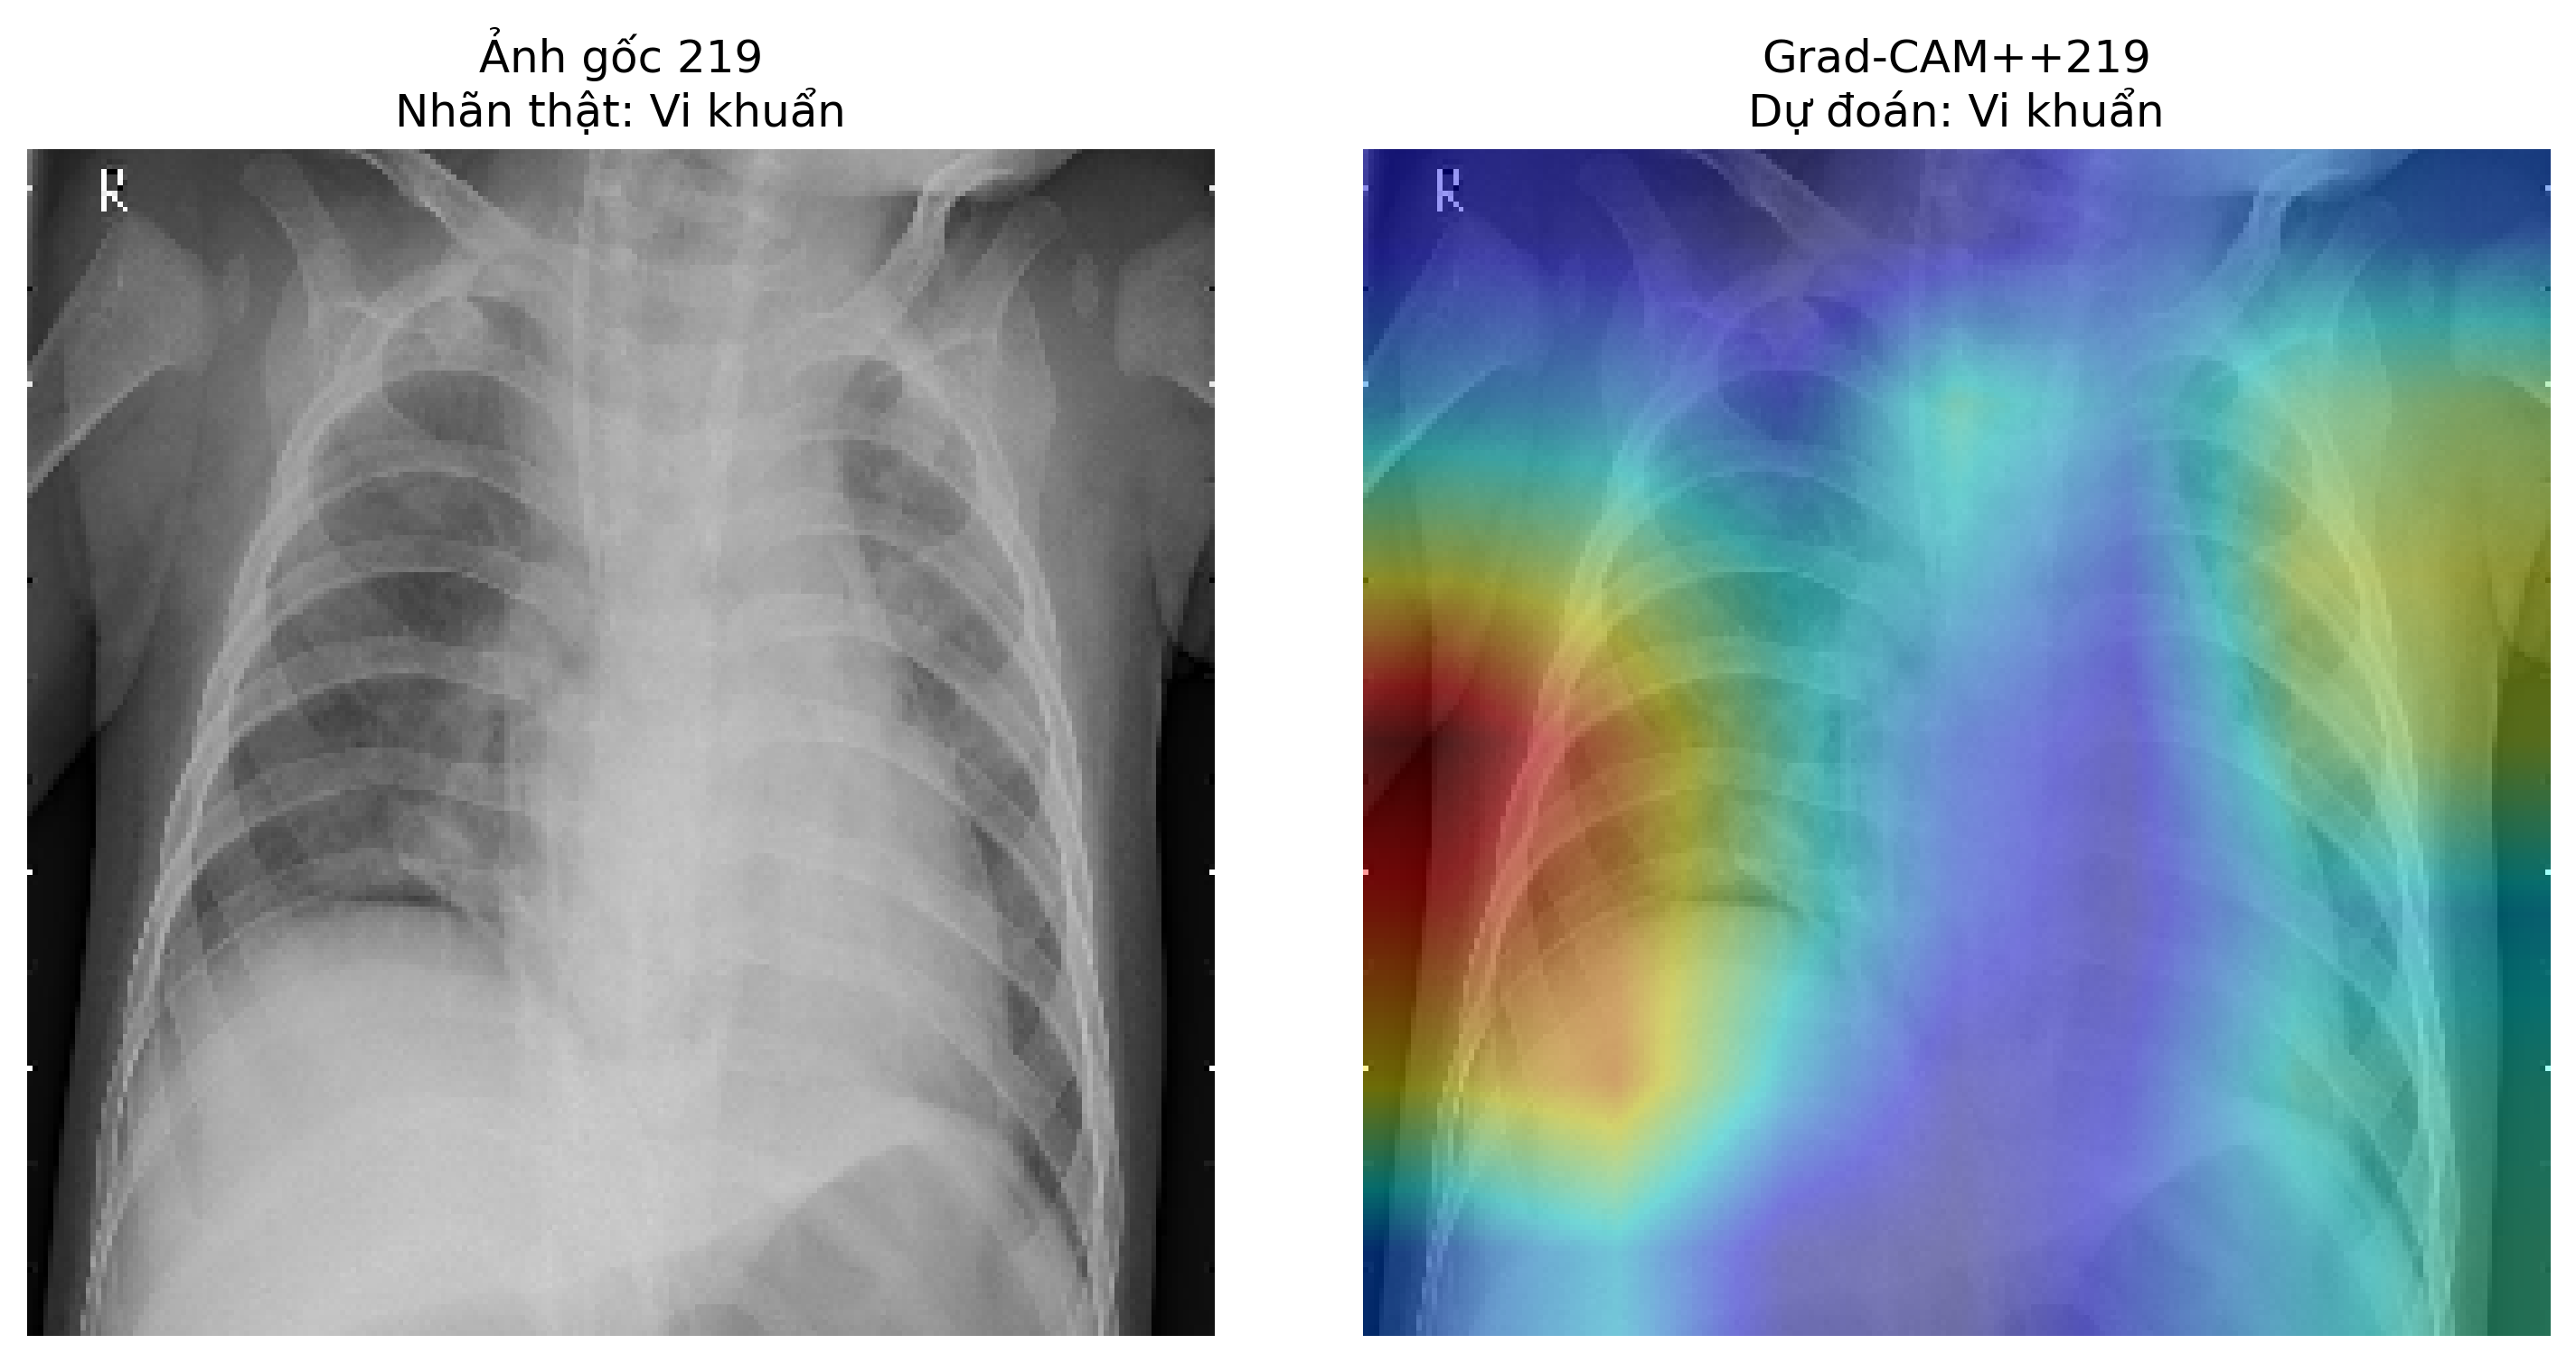 Ảnh gốc 219
Nhãn thật: Vi khuẩn
Grad-CAM++219
Dự đoán: Vi khuẩn
R
R